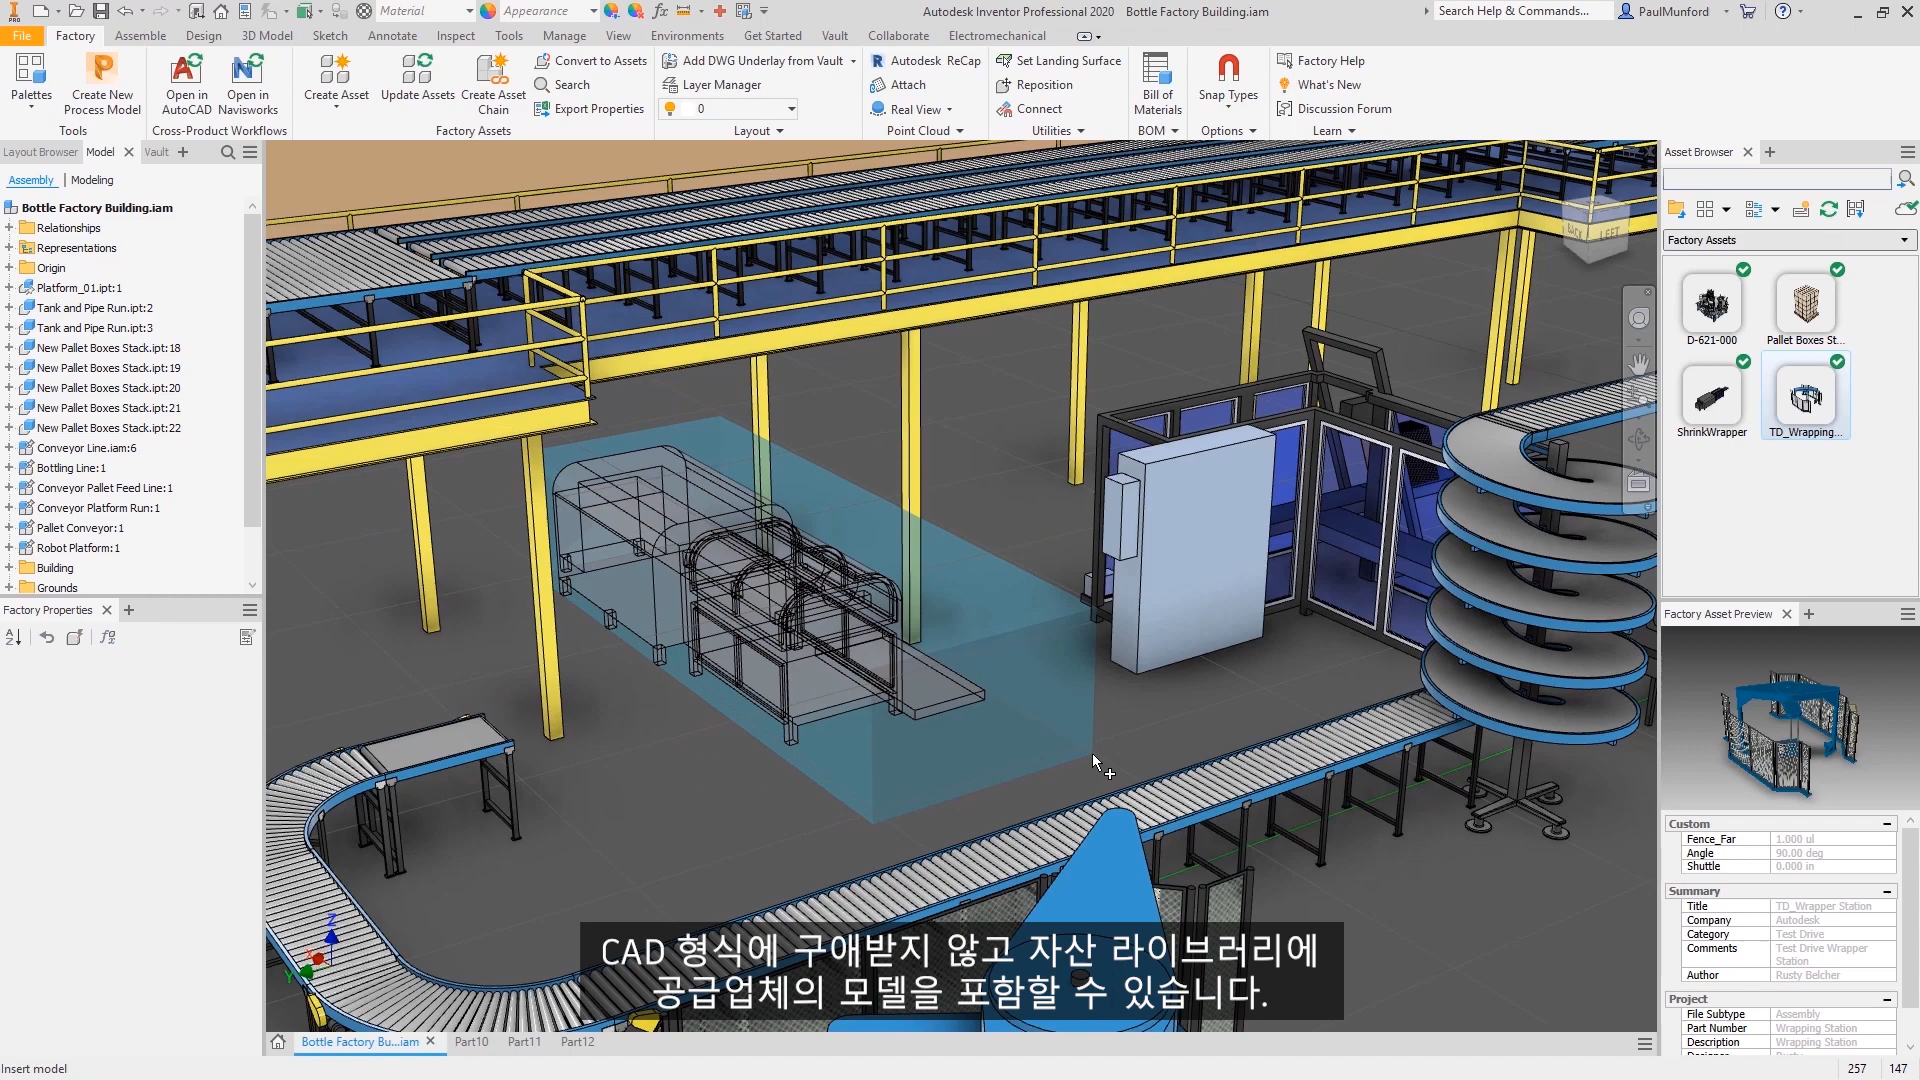 PRO
Material
Appearance
Autodesk Inventor Professional 2020 Bottle Factory Building.iam
Search Help & Commands...
PaulMunford
File Factory Assemble Design 3D Model Sketch Annotate Inspect Tools Manage View Environments Get Started Vault Collaborate Electromechanical
Palettes
Create New Process Model
Tools
Open in AutoCAD
Open in Navisworks
Cross-Product Workflows
Create Asset
Update Assets
Create Asset Chain
Convert to Assets
Search
Export Properties
Factory Assets
Add DWG Underlay from Vault
Layer Manager
0
Layout
Autodesk ReCap
Attach
Real View
Point Cloud
Set Landing Surface
Reposition
Connect
Utilities
Bill of Materials
BOM
Snap Types
Options
Factory Help
What's New
Discussion Forum
Learn
Layout Browser Model Vault
Assembly Modeling
Bottle Factory Building.iam
Relationships
Representations
Origin
Platform_01.ipt:1
Tank and Pipe Run.ipt:2
Tank and Pipe Run.ipt:3
New Pallet Boxes Stack.ipt:18
New Pallet Boxes Stack.ipt:19
New Pallet Boxes Stack.ipt:20
New Pallet Boxes Stack.ipt:21
New Pallet Boxes Stack.ipt:22
Conveyor Line.iam:6
Bottling Line:1
Conveyor Pallet Feed Line:1
Conveyor Platform Run:1
Pallet Conveyor:1
Robot Platform:1
Building
Grounds
Factory Properties
BACK LEFT
Z
X
Y
CAD 형식에 구애받지 않고 자산 라이브러리에
공급업체의 모델을 포함할 수 있습니다.
Asset Browser
Factory Assets
D-621-000
Pallet Boxes St...
ShrinkWrapper
TD_Wrapping...
Factory Asset Preview
Custom
Fence_Far 1.000 ul
Angle 90.00 deg
Shuttle 0.000 in
Summary
Title TD_Wrapper Station
Company Autodesk
Category Test Drive
Comments Test Drive Wrapper Station
Author Rusty Belcher
Project
File Subtype Assembly
Part Number Wrapping Station
Description Wrapping Station
Bottle Factory Bu...iam Part10 Part11 Part12
Insert model
257 147